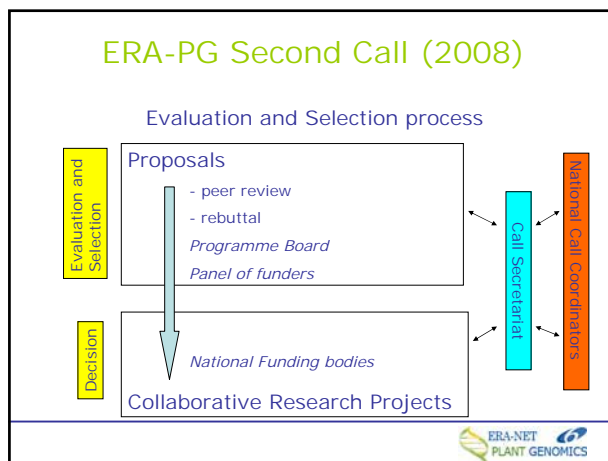 ERA-PG Second Call (2008)
Evaluation and Selection process
Evaluation and
Selection
Proposals
- peer review
- rebuttal
Programme Board
Panel of funders
Decision
National Funding bodies
Collaborative Research Projects
Call Secretariat
National Call Coordinators
ERA-NET
PLANT GENOMICS